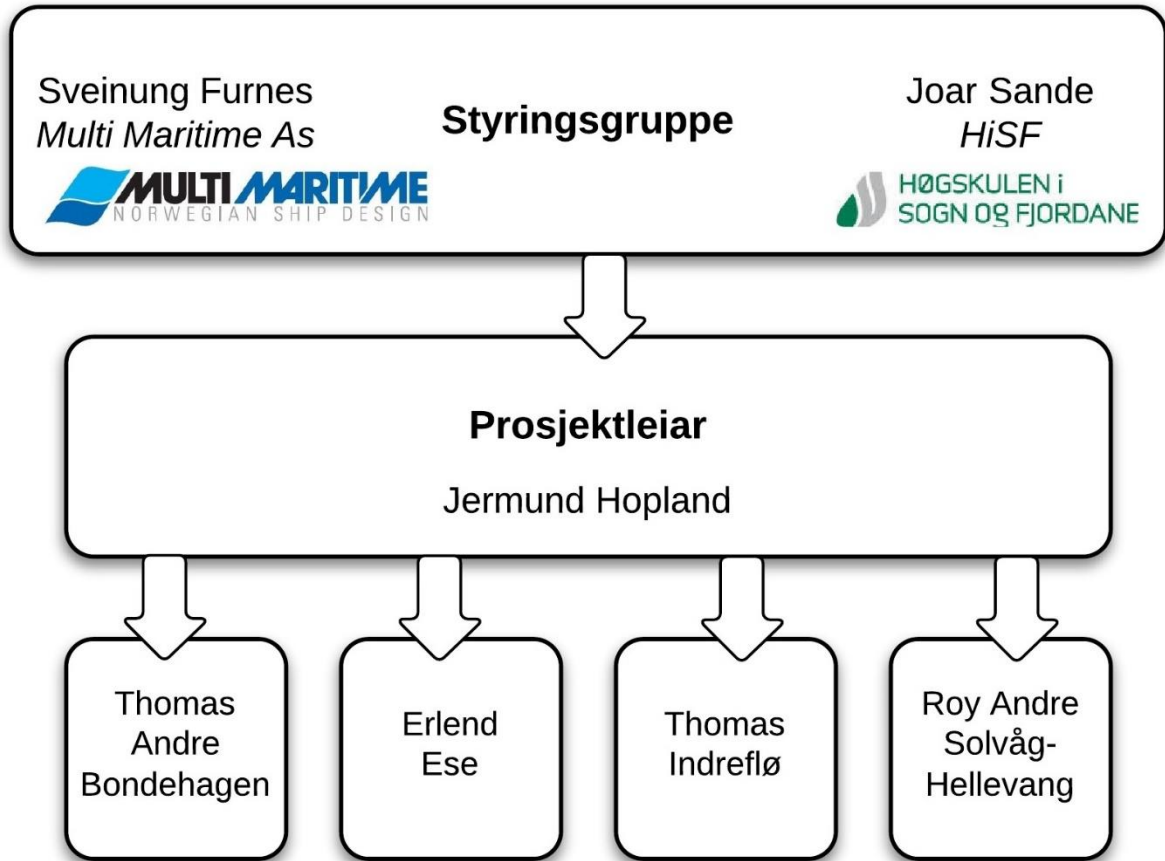 Sveinung Furnes
Multi Maritime As
MULTI MARITIME
NORWEGIAN SHIP DESIGN
Styringsgruppe
Joar Sande
HiSF
HØGSKULEN i
SOGN OG FJORDANE
Prosjektleiar
Jermund Hopland
Thomas
Andre
Bondehagen
Erlend
Ese
Thomas
Indreflø
Roy Andre
Solvåg-
Hellevang